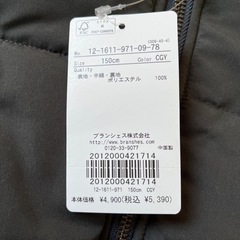 FSC
No. 12-1611-971-09-78
Size 150cm Color CGY
Quality
表地・中綿・裏地
ポリエステル 100%
ブランシェス株式会社
http://www.branshes.com
0120-33-9077 中国製
2012000421714
2012000421714
12-1611-971 150cm CGY
本体価格 ¥4,900(税込 ¥5,390)